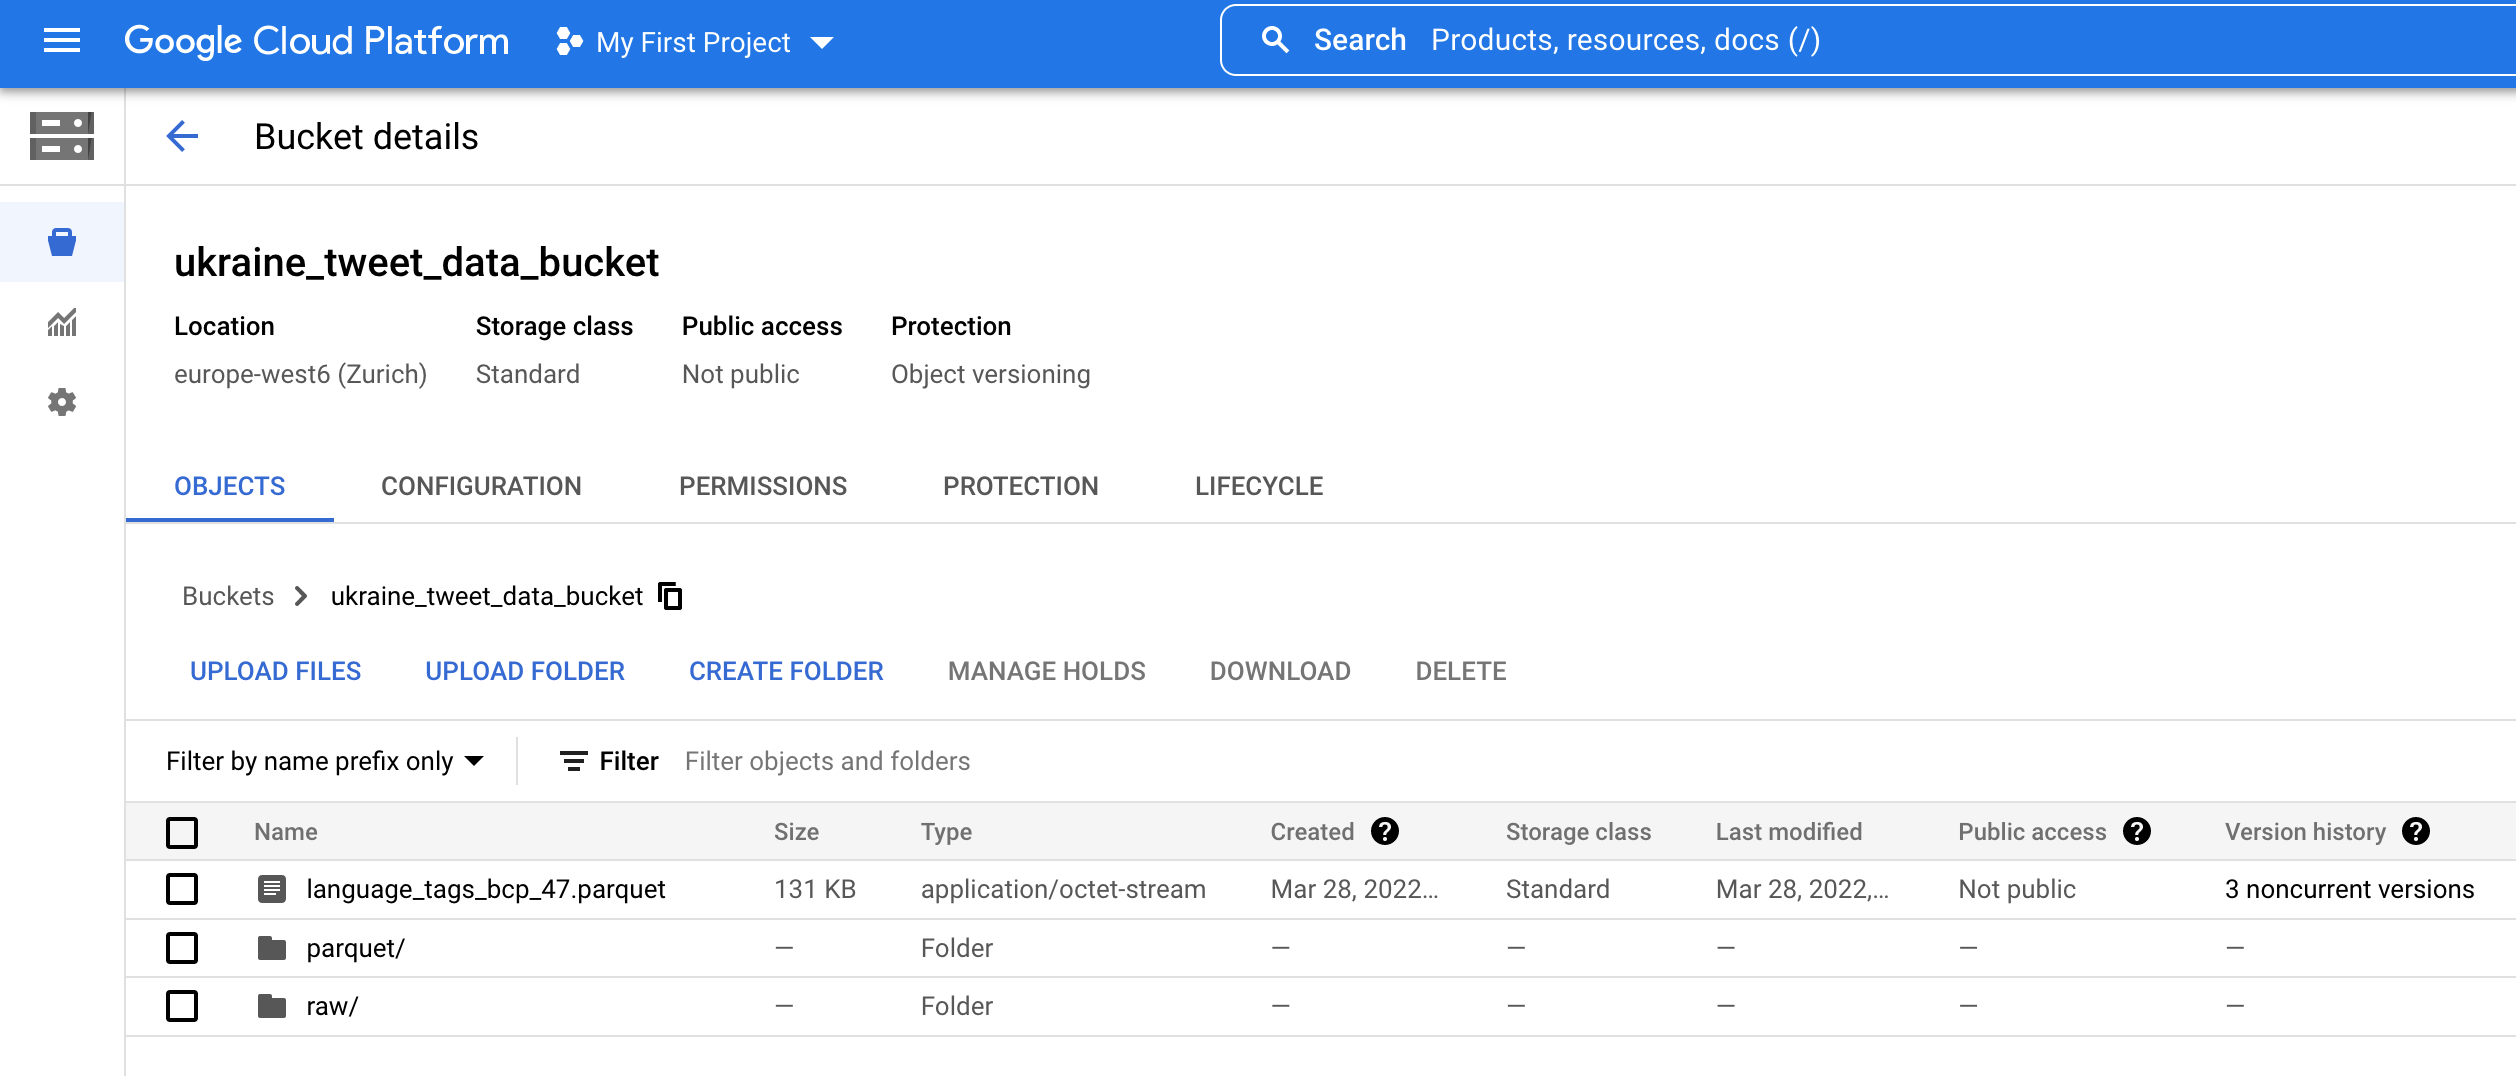 Google Cloud Platform My First Project Search Products, resources, docs (/)
Bucket details
ukraine_tweet_data_bucket
Location Storage class Public access Protection
europe-west6 (Zurich) Standard Not public Object versioning
OBJECTS CONFIGURATION PERMISSIONS PROTECTION LIFECYCLE
Buckets ukraine_tweet_data_bucket
UPLOAD FILES UPLOAD FOLDER CREATE FOLDER MANAGE HOLDS DOWNLOAD DELETE
Filter by name prefix only Filter Filter objects and folders
Name Size Type Created ? Storage class Last modified Public access ? Version history ?
language_tags_bcp_47.parquet 131 KB application/octet-stream Mar 28, 2022... Standard Mar 28, 2022,... Not public 3 noncurrent versions
parquet/ — Folder — — — — —
raw/ — Folder — — — — —